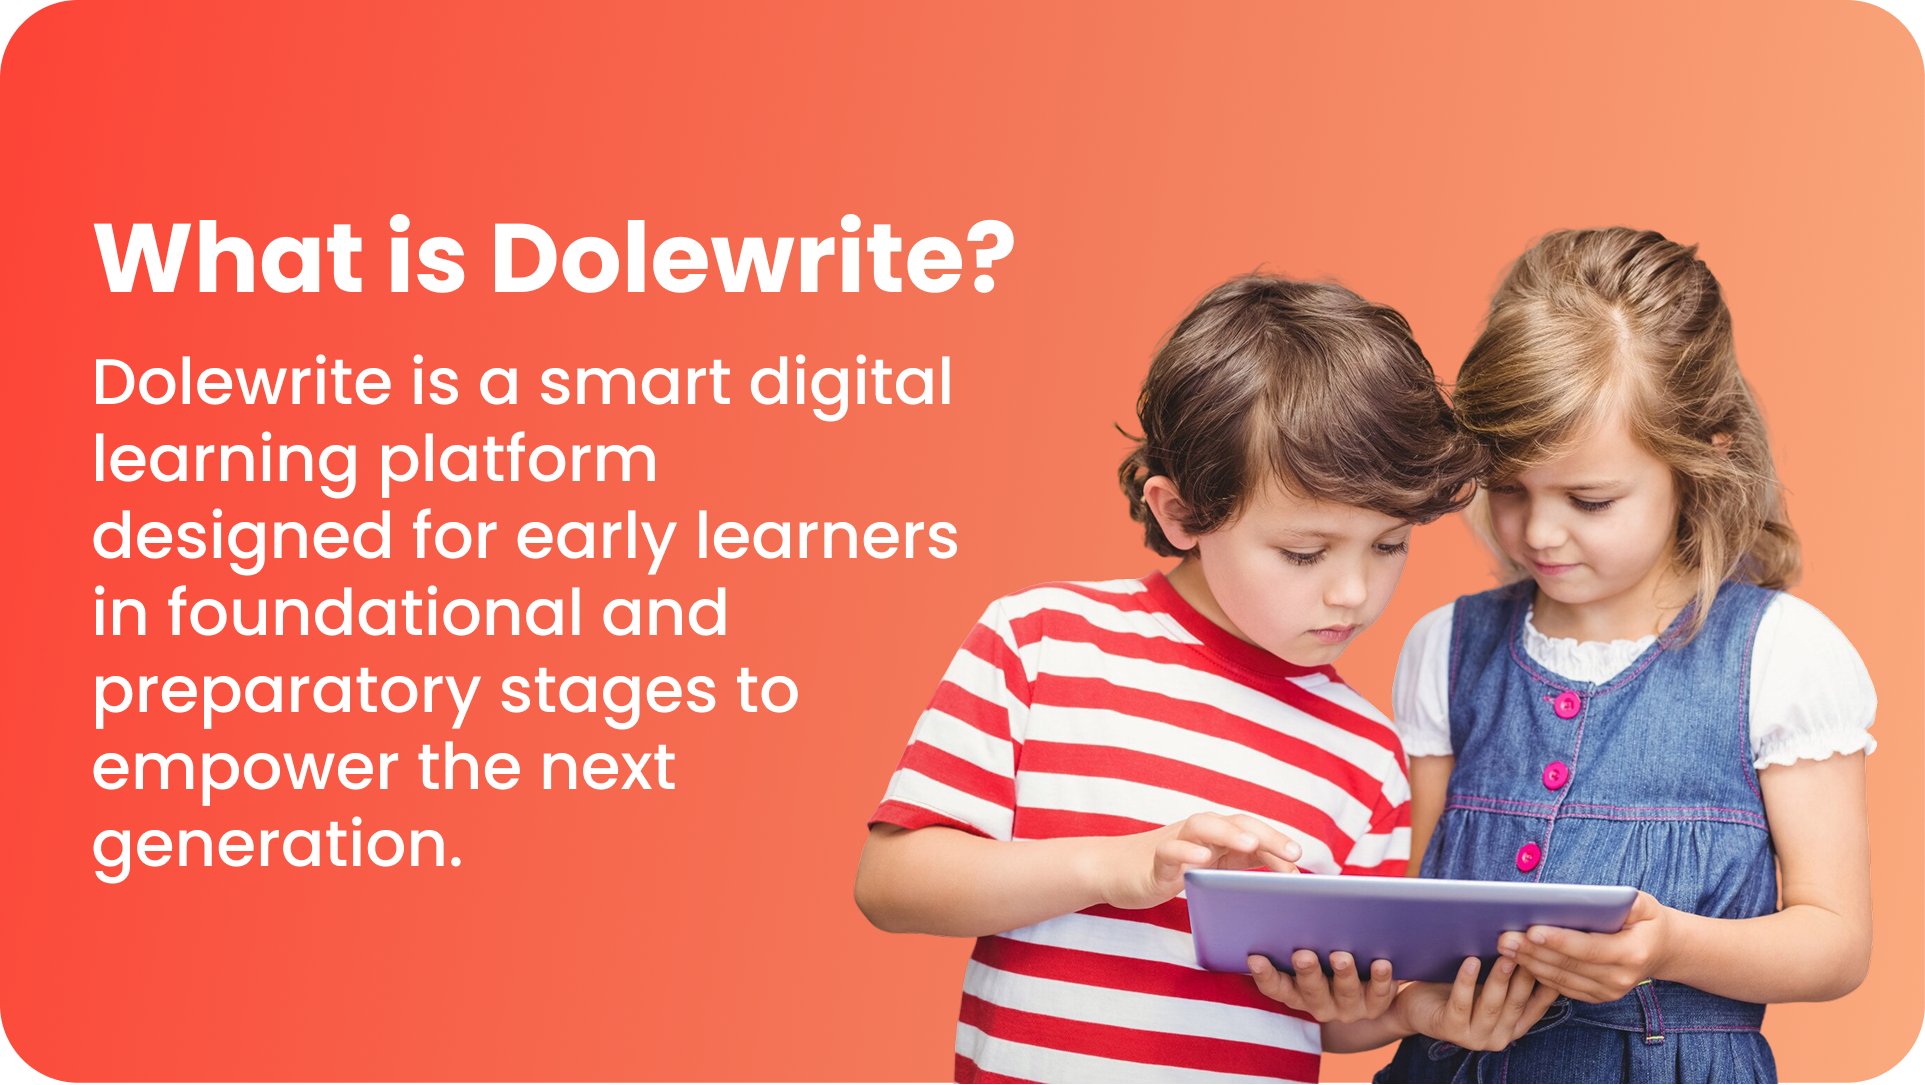 What is Dolewrite?
Dolewrite is a smart digital
learning platform
designed for early learners
in foundational and
preparatory stages to
empower the next
generation.